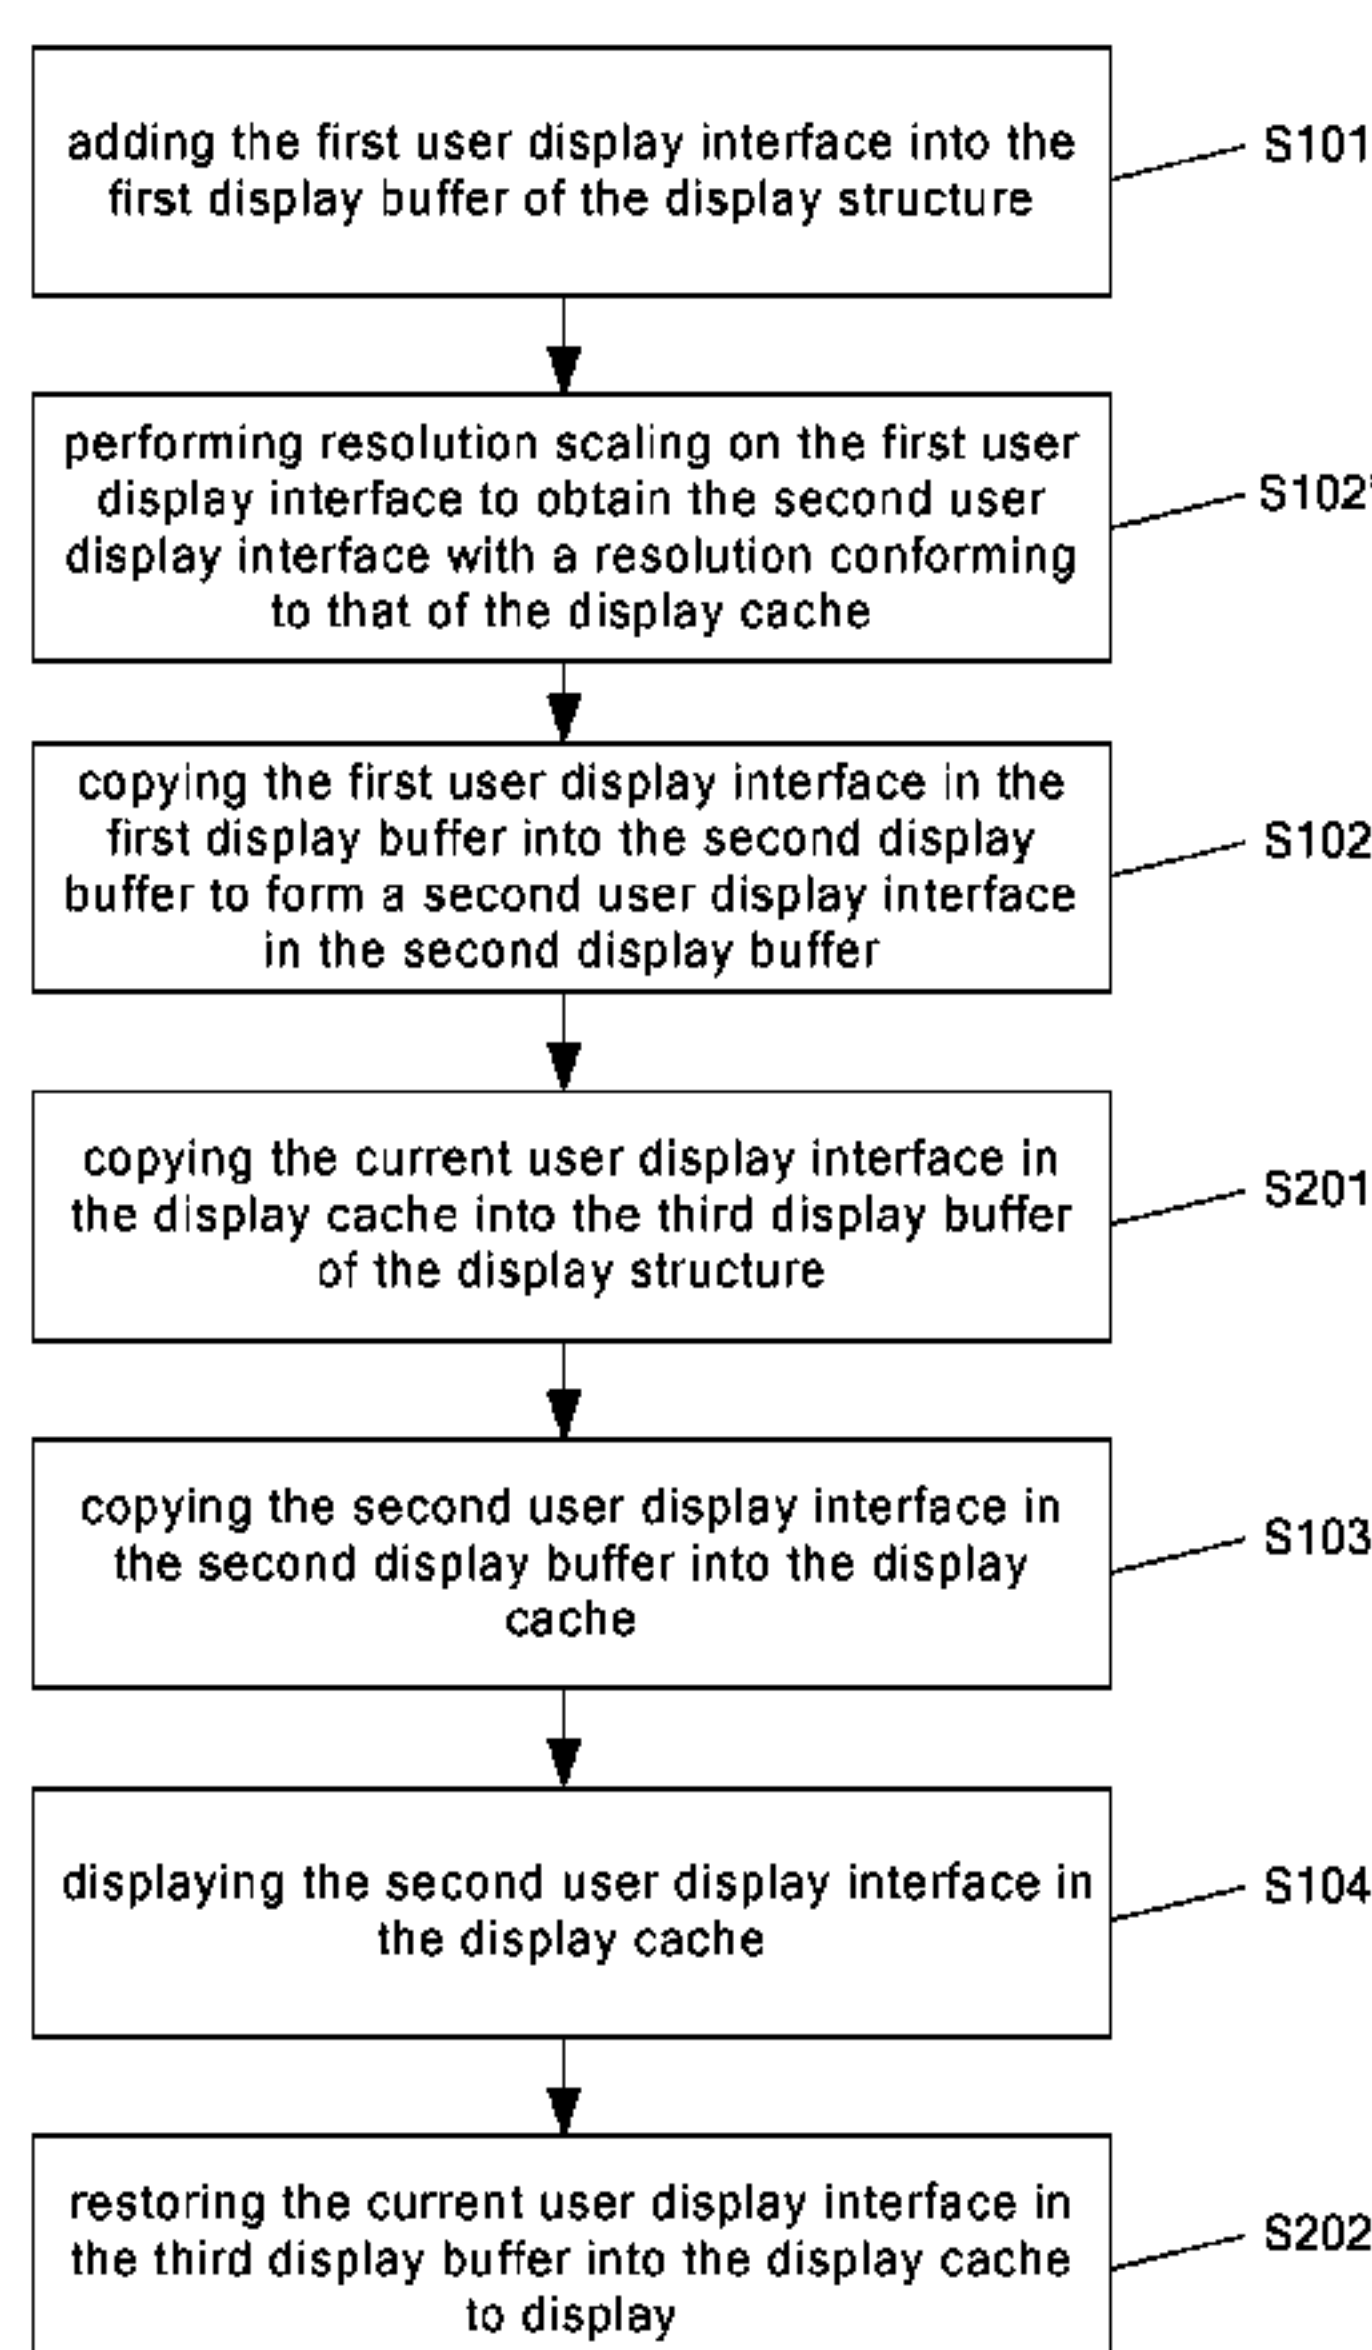 adding the first user display interface into the
first display buffer of the display structure
S101
performing resolution scaling on the first user
display interface to obtain the second user
display interface with a resolution conforming
to that of the display cache
S102'
copying the first user display interface in the
first display buffer into the second display
buffer to form a second user display interface
in the second display buffer
S102
copying the current user display interface in
the display cache into the third display buffer
of the display structure
S201
copying the second user display interface in
the second display buffer into the display
cache
S103
displaying the second user display interface in
the display cache
S104
restoring the current user display interface in
the third display buffer into the display cache
to display
S202